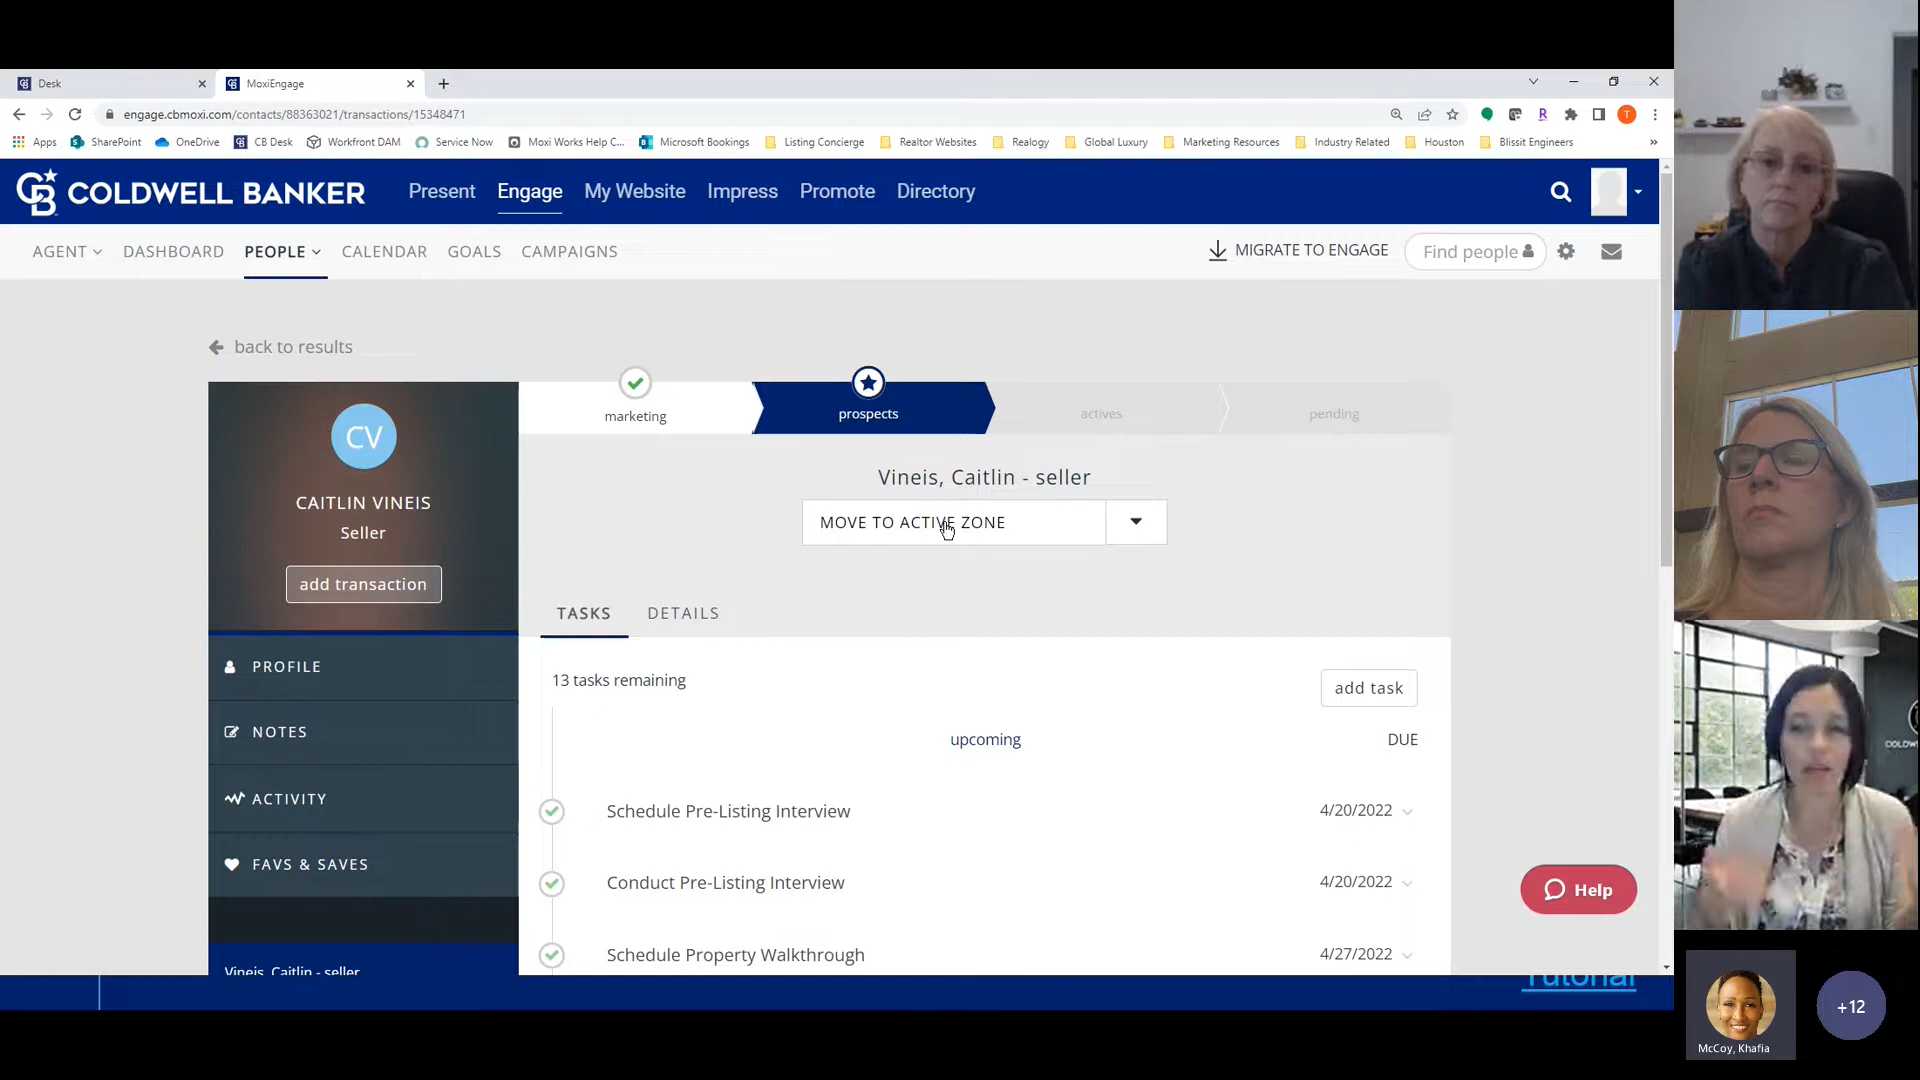 Desk
MoxiEngage
engage.cbmoxi.com/contacts/88363021/transactions/15348471
T
Apps SharePoint OneDrive CB Desk Workfront DAM Service Now Moxi Works Help C... Microsoft Bookings Listing Concierge Realtor Websites Realogy Global Luxury Marketing Resources Industry Related Houston Blissit Engineers »
CB COLDWELL BANKER Present Engage My Website Impress Promote Directory
AGENT DASHBOARD PEOPLE CALENDAR GOALS CAMPAIGNS MIGRATE TO ENGAGE Find people
back to results
CV
CAITLIN VINEIS
Seller
add transaction
PROFILE
NOTES
ACTIVITY
FAVS & SAVES
Vineis, Caitlin - seller
marketing prospects actives pending
Vineis, Caitlin - seller
MOVE TO ACTIVE ZONE
TASKS DETAILS
13 tasks remaining add task
upcoming DUE
Schedule Pre-Listing Interview 4/20/2022
Conduct Pre-Listing Interview 4/20/2022
Schedule Property Walkthrough 4/27/2022
Help
Tutorial
COLDW
McCoy, Khafia
+12